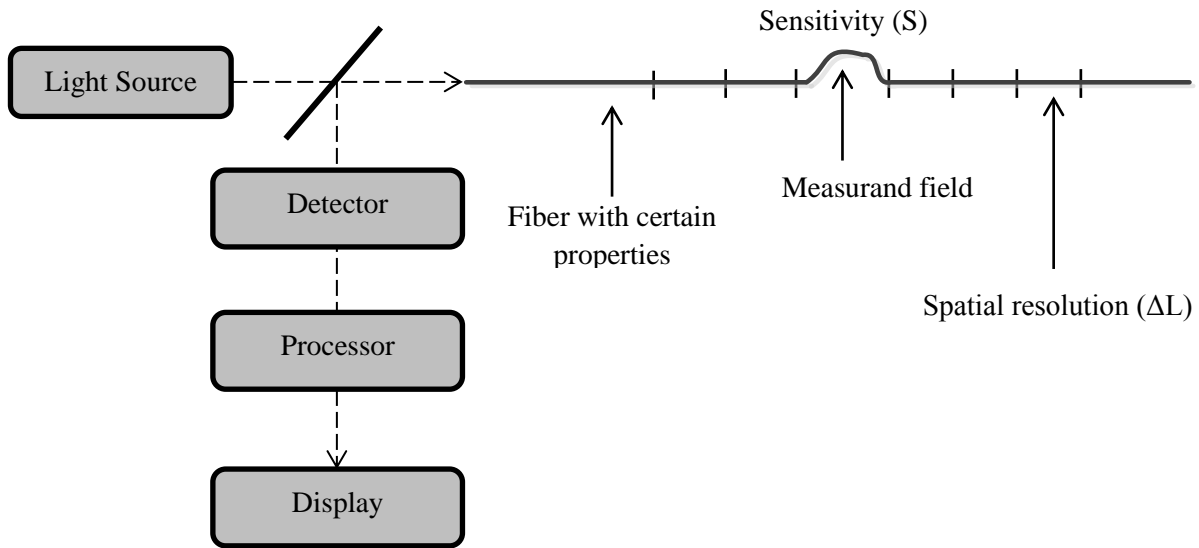 Sensitivity (S)
Light Source
Detector
Measurand field
Fiber with certain
properties
Spatial resolution (ΔL)
Processor
Display